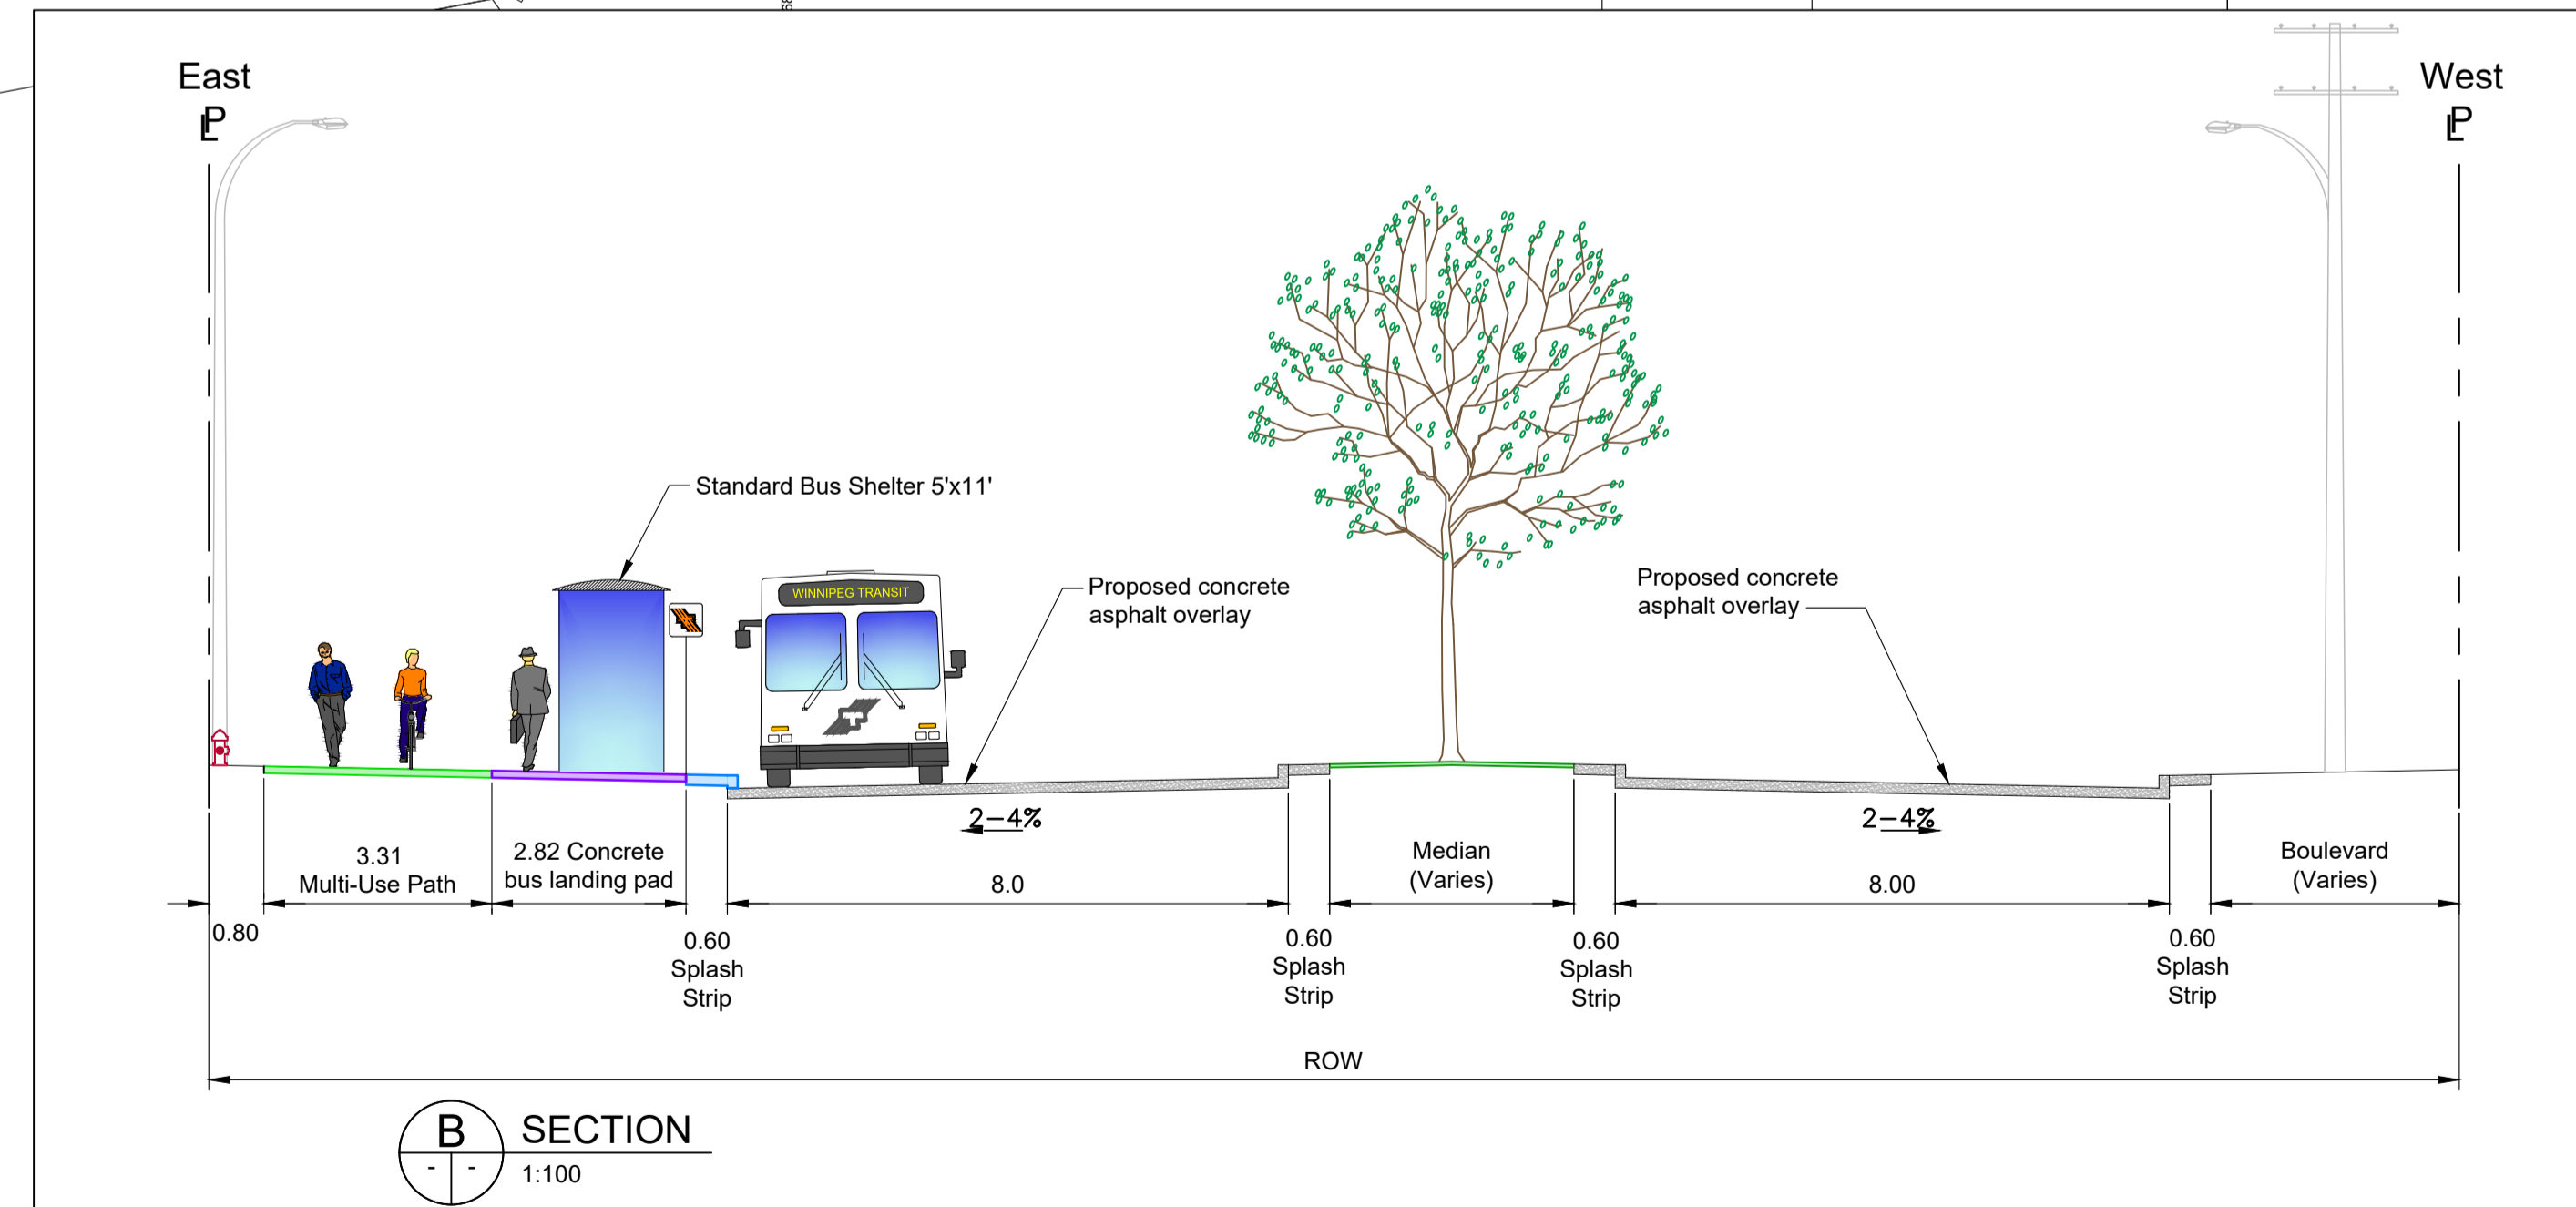 East
PL
West
PL
Standard Bus Shelter 5'x11'
WINNIPEG TRANSIT
Proposed concrete
asphalt overlay
Proposed concrete
asphalt overlay
2-4%
2-4%
3.31
Multi-Use Path
2.82 Concrete
bus landing pad
8.0
Median
(Varies)
8.00
Boulevard
(Varies)
0.80
0.60
Splash
Strip
0.60
Splash
Strip
0.60
Splash
Strip
0.60
Splash
Strip
ROW
B
- -
SECTION
1:100